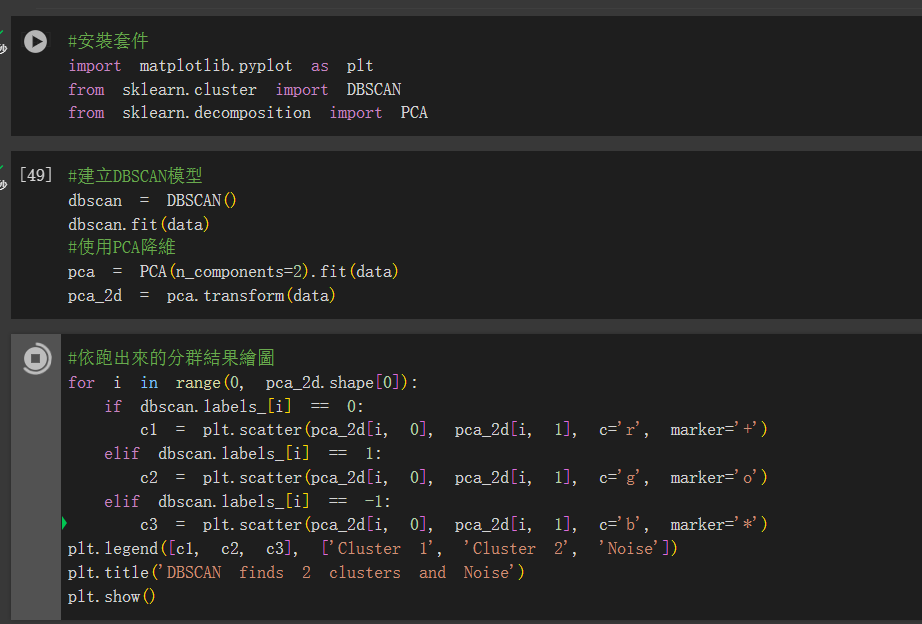 #安裝套件
import matplotlib.pyplot as plt
from sklearn.cluster import DBSCAN
from sklearn.decomposition import PCA
[49] #建立DBSCAN模型
dbscan = DBSCAN()
dbscan.fit(data)
#使用PCA降維
pca = PCA(n_components=2).fit(data)
pca_2d = pca.transform(data)
#依跑出來的分群結果繪圖
for i in range(0, pca_2d.shape[0]):
    if dbscan.labels_[i] == 0:
        c1 = plt.scatter(pca_2d[i, 0], pca_2d[i, 1], c='r', marker='+')
    elif dbscan.labels_[i] == 1:
        c2 = plt.scatter(pca_2d[i, 0], pca_2d[i, 1], c='g', marker='o')
    elif dbscan.labels_[i] == -1:
        c3 = plt.scatter(pca_2d[i, 0], pca_2d[i, 1], c='b', marker='*')
plt.legend([c1, c2, c3], ['Cluster 1', 'Cluster 2', 'Noise'])
plt.title('DBSCAN finds 2 clusters and Noise')
plt.show()